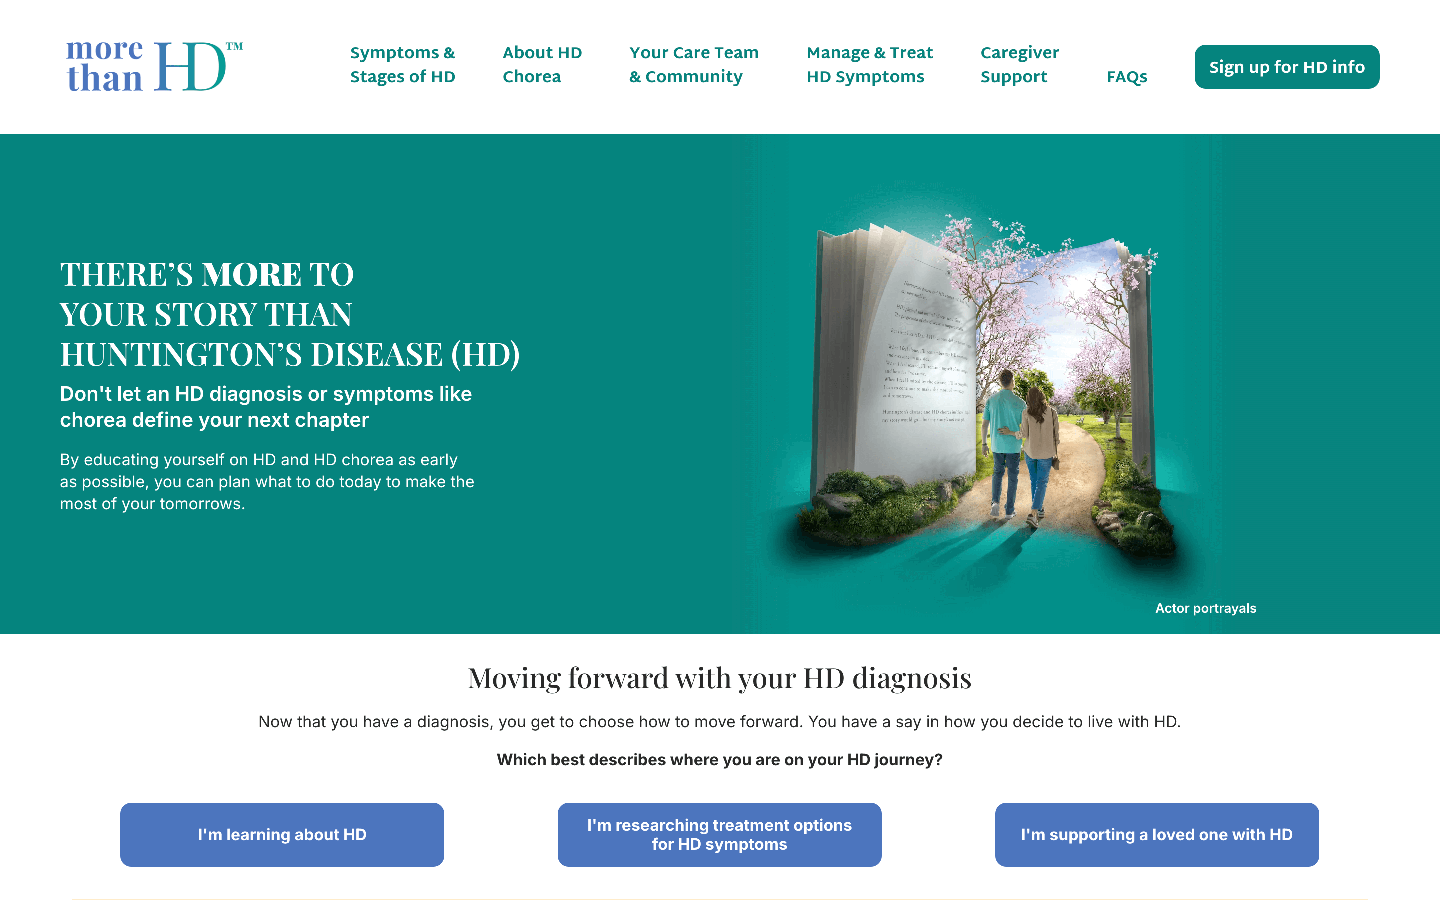 more
than HD™
Symptoms &
Stages of HD
About HD
Chorea
Your Care Team
& Community
Manage & Treat
HD Symptoms
Caregiver
Support
FAQs
Sign up for HD info
THERE’S MORE TO
YOUR STORY THAN
HUNTINGTON’S DISEASE (HD)
Don't let an HD diagnosis or symptoms like
chorea define your next chapter
By educating yourself on HD and HD chorea as early
as possible, you can plan what to do today to make the
most of your tomorrows.
Actor portrayals
Moving forward with your HD diagnosis
Now that you have a diagnosis, you get to choose how to move forward. You have a say in how you decide to live with HD.
Which best describes where you are on your HD journey?
I'm learning about HD
I'm researching treatment options
for HD symptoms
I'm supporting a loved one with HD